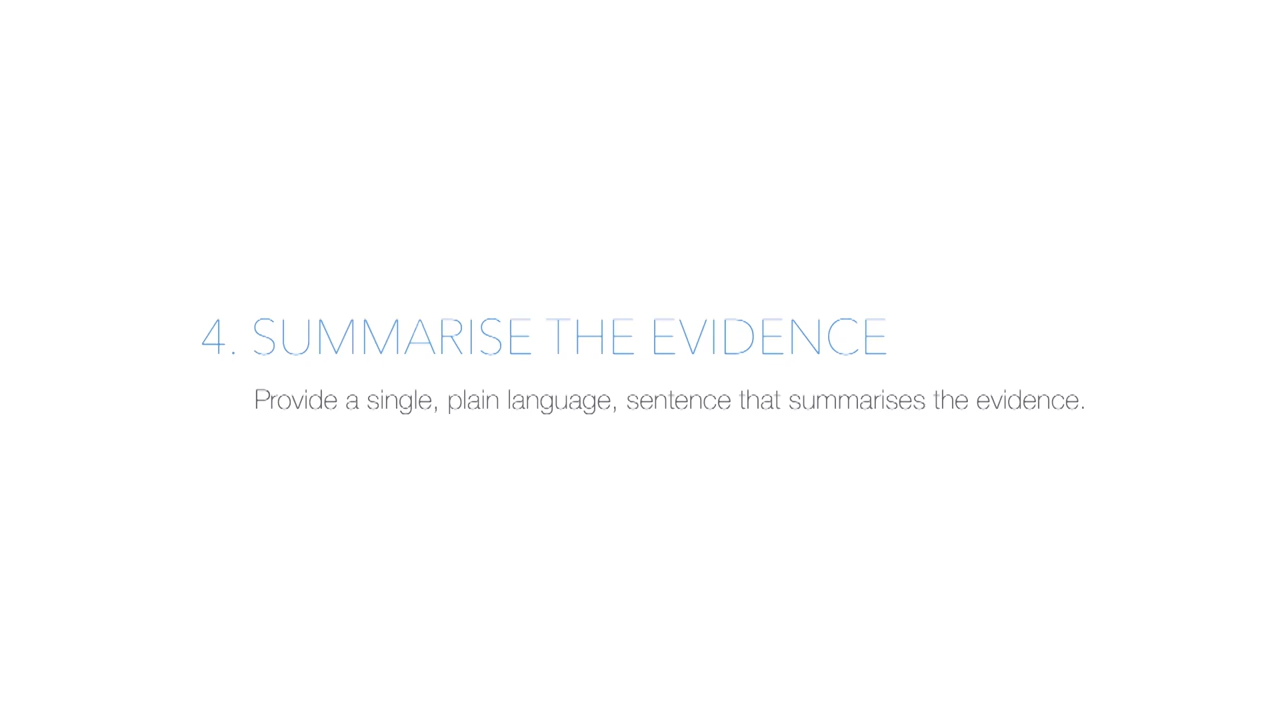 4. SUMMARISE THE EVIDENCE
Provide a single, plain language, sentence that summarises the evidence.